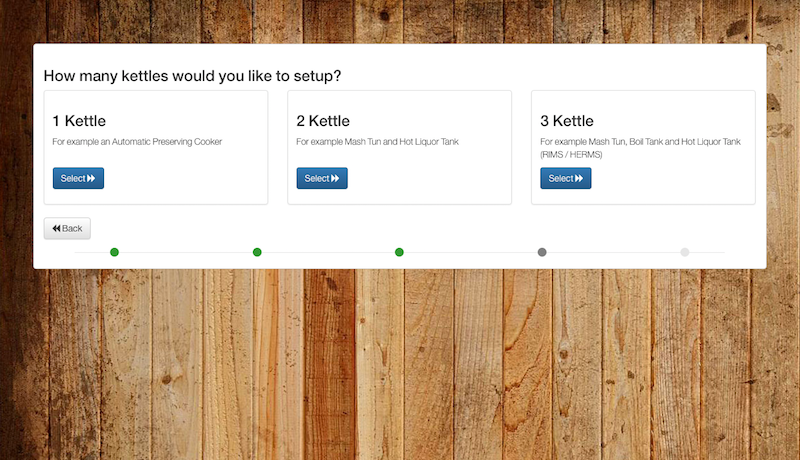 How many kettles would you like to setup?
1 Kettle
For example an Automatic Preserving Cooker
Select
2 Kettle
For example Mash Tun and Hot Liquor Tank
Select
3 Kettle
For example Mash Tun, Boil Tank and Hot Liquor Tank
(RIMS / HERMS)
Select
Back